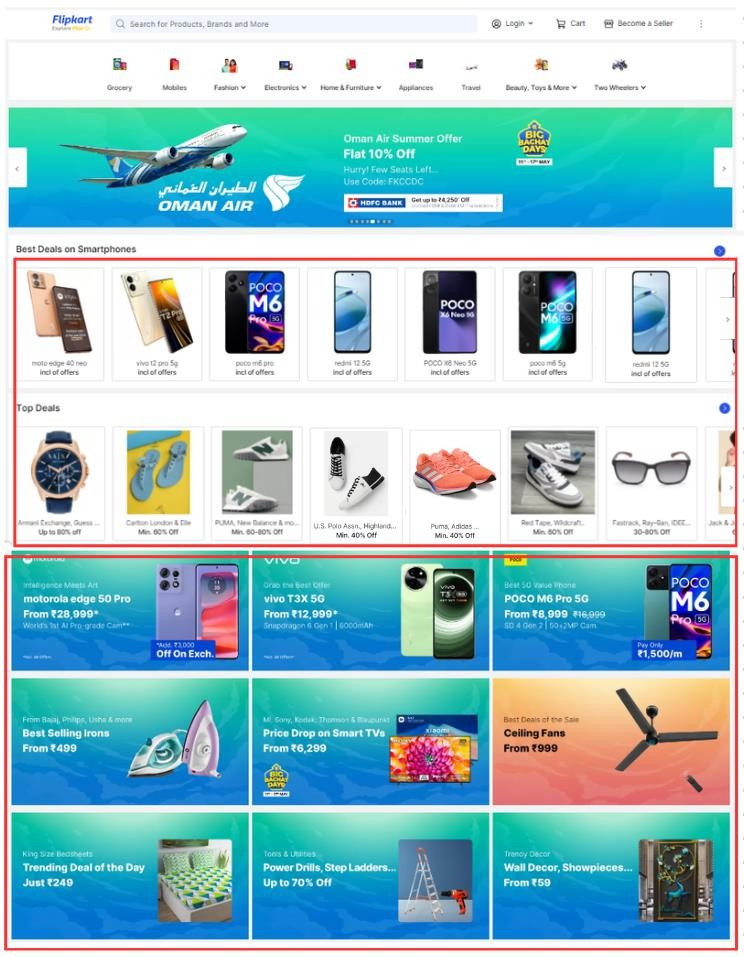 Flipkart
Explore Plus
Search for Products, Brands and More
Login
Cart
Become a Seller
Grocery
Mobiles
Fashion
Electronics
Home & Furniture
Appliances
Travel
Beauty, Toys & More
Two Wheelers
Oman Air Summer Offer
Flat 10% Off
Hurry! Few Seats Left...
Use Code: FKCCDC
BIG
BACHAT
DAYS
11th - 17th MAY
الطيران العُماني
OMAN AIR
HDFC BANK
Get up to ₹4,250* Off
Best Deals on Smartphones
POCO
M6
Pro 5G
POCO
X6 Neo 5G
POCO
M6 5G
moto edge 40 neo
incl of offers
vivo t2 pro 5g
incl of offers
poco m6 pro
incl of offers
redmi 12 5G
incl of offers
POCO X6 Neo 5G
incl of offers
poco m6 5g
incl of offers
redmi 12 5G
incl of offers
Top Deals
Armani Exchange, Guess ...
Up to 80% off
Carlton London & Elle
Min. 60% Off
PUMA, New Balance & mo...
Min. 60-80% Off
U.S. Polo Assn., Highland...
Min. 40% Off
Puma, Adidas ...
Min. 40% Off
Red Tape, Wildcraft..
Min. 60% Off
Fastrack, Ray-Ban, IDEE...
30-80% Off
Jack & J
motorola
Intelligence Meets Art
motorola edge 50 Pro
From ₹28,999*
World's 1st AI Pro-grade Cam**
*Add. ₹3,000
Off On Exch.
vivo
Grab the Best Offer
vivo T3X 5G
From ₹12,999*
Snapdragon 6 Gen 1 | 6000mAh
POCO
Best 5G Value Phone
POCO M6 Pro 5G
From ₹8,999 ₹16,999
SD 4 Gen 2 | 50+2MP Cam
POCO
M6
Pro 5G
Pay Only
₹1,500/m
From Bajaj, Philips, Usha & more
Best Selling Irons
From ₹499
Mi, Sony, Kodak, Thomson & Blaupunkt
Price Drop on Smart TVs
From ₹6,299
BIG
BACHAT
DAYS
11th - 17th MAY
xiaomi
Best Deals of the Sale
Ceiling Fans
From ₹999
King Size Bedsheets
Trending Deal of the Day
Just ₹249
Tools & Utilities
Power Drills, Step Ladders...
Up to 70% Off
Trendy Decor
Wall Decor, Showpieces...
From ₹59